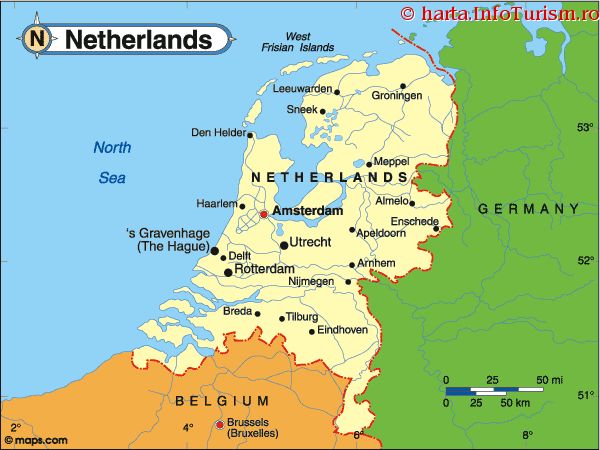 © harta.InfoTurism.ro
N Netherlands
West
Frisian Islands
Leeuwarden
Groningen
Sneek
53°
Den Helder
North
Sea
Meppel
NETHERLANDS
Haarlem
Amsterdam
Almelo
GERMANY
Enschede
's Gravenhage
(The Hague)
Utrecht
Apeldoorn
Delft
Rotterdam
Arnhem
52°
Nijmegen
Breda
Tilburg
Eindhoven
0 25 50 mi
0 25 50 km
51°
BELGIUM
Brussels
(Bruxelles)
2°
4°
6°
8°
© maps.com